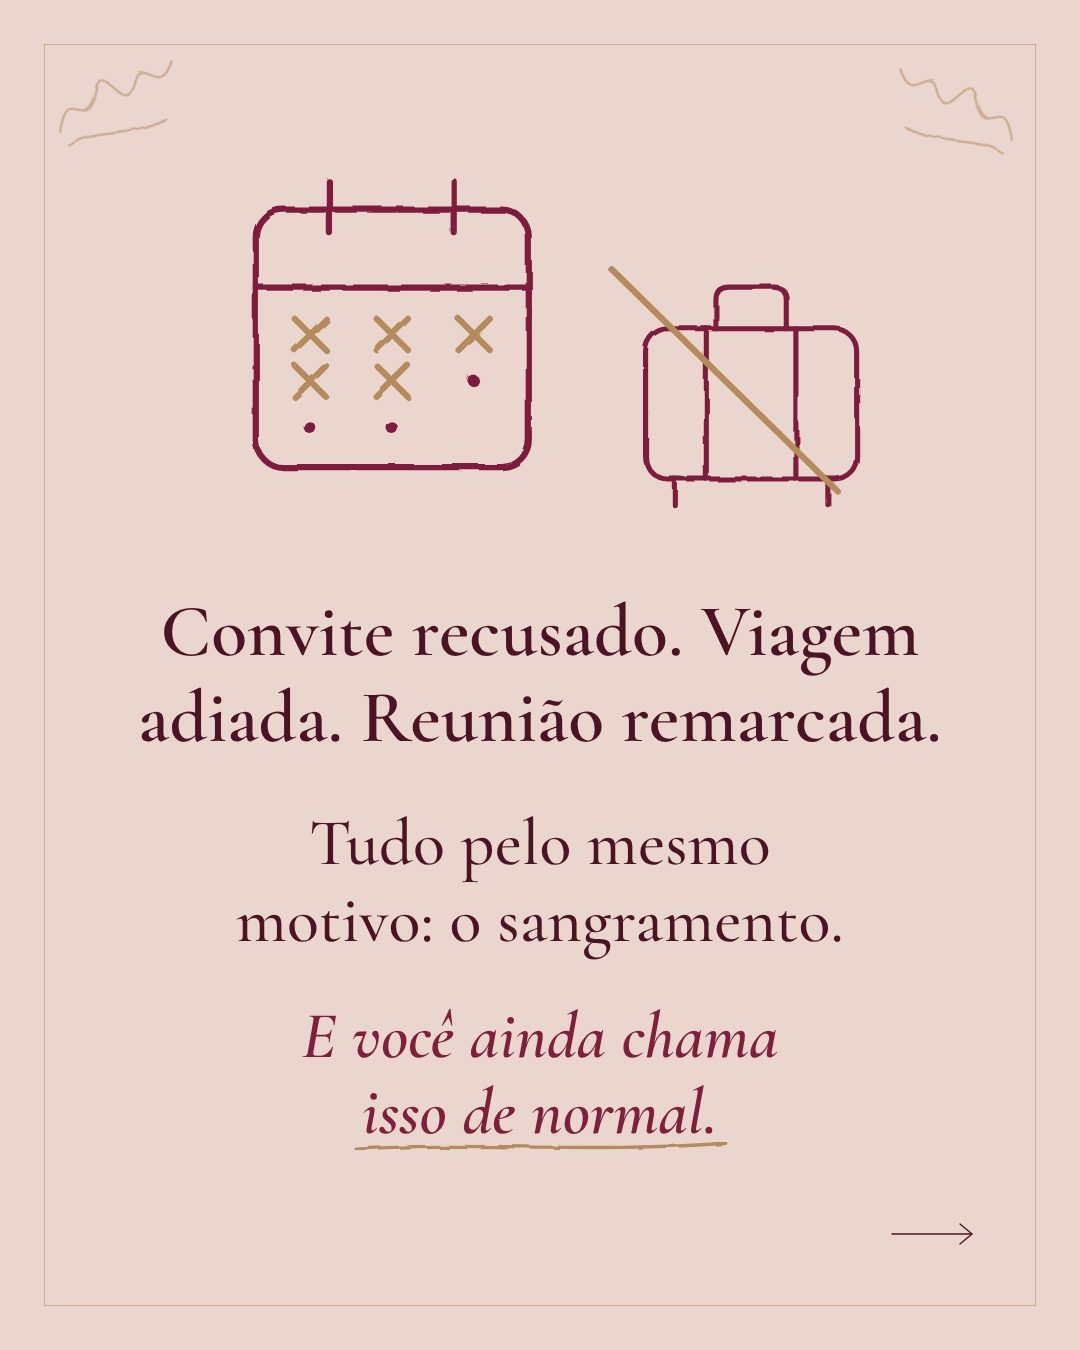 Convite recusado. Viagem
adiada. Reunião remarcada.
Tudo pelo mesmo
motivo: o sangramento.
E você ainda chama
isso de normal.